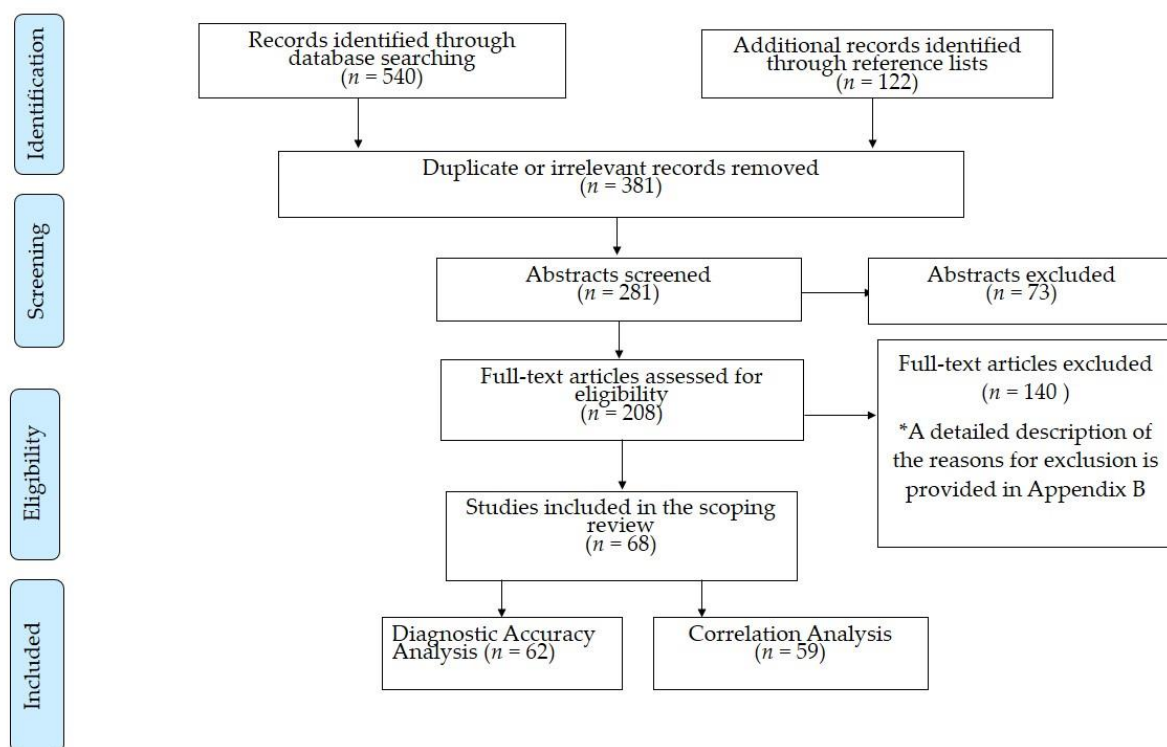 Identification
Records identified through
database searching
(n = 540)
Additional records identified
through reference lists
(n = 122)
Duplicate or irrelevant records removed
(n = 381)
Screening
Abstracts screened
(n = 281)
Abstracts excluded
(n = 73)
Eligibility
Full-text articles assessed for
eligibility
(n = 208)
Full-text articles excluded
(n = 140 )
*A detailed description of
the reasons for exclusion is
provided in Appendix B
Studies included in the scoping
review
(n = 68)
Included
Diagnostic Accuracy
Analysis (n = 62)
Correlation Analysis
(n = 59)